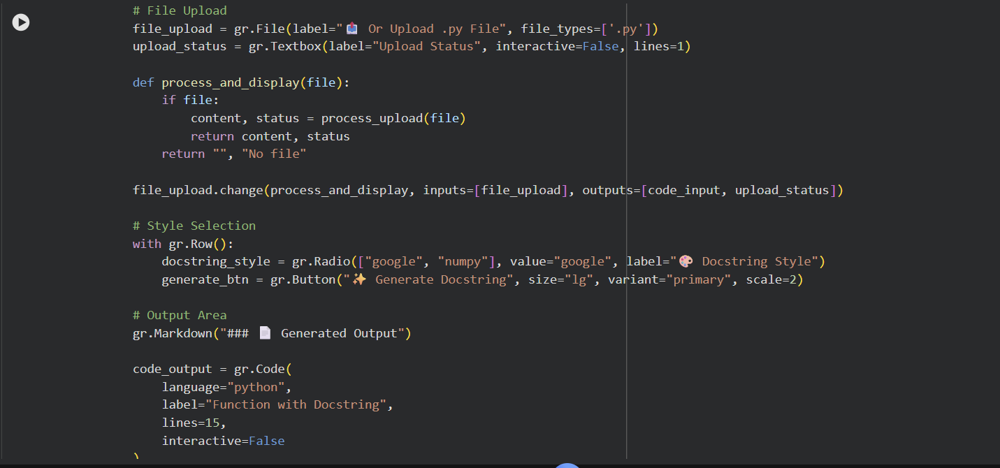 # File Upload
file_upload = gr.File(label="📤 Or Upload .py File", file_types=['.py'])
upload_status = gr.Textbox(label="Upload Status", interactive=False, lines=1)
def process_and_display(file):
    if file:
        content, status = process_upload(file)
        return content, status
    return "", "No file"
file_upload.change(process_and_display, inputs=[file_upload], outputs=[code_input, upload_status])
# Style Selection
with gr.Row():
    docstring_style = gr.Radio(["google", "numpy"], value="google", label="🎨 Docstring Style")
    generate_btn = gr.Button("✨ Generate Docstring", size="lg", variant="primary", scale=2)
# Output Area
gr.Markdown("### 📄 Generated Output")
code_output = gr.Code(
    language="python",
    label="Function with Docstring",
    lines=15,
    interactive=False
)